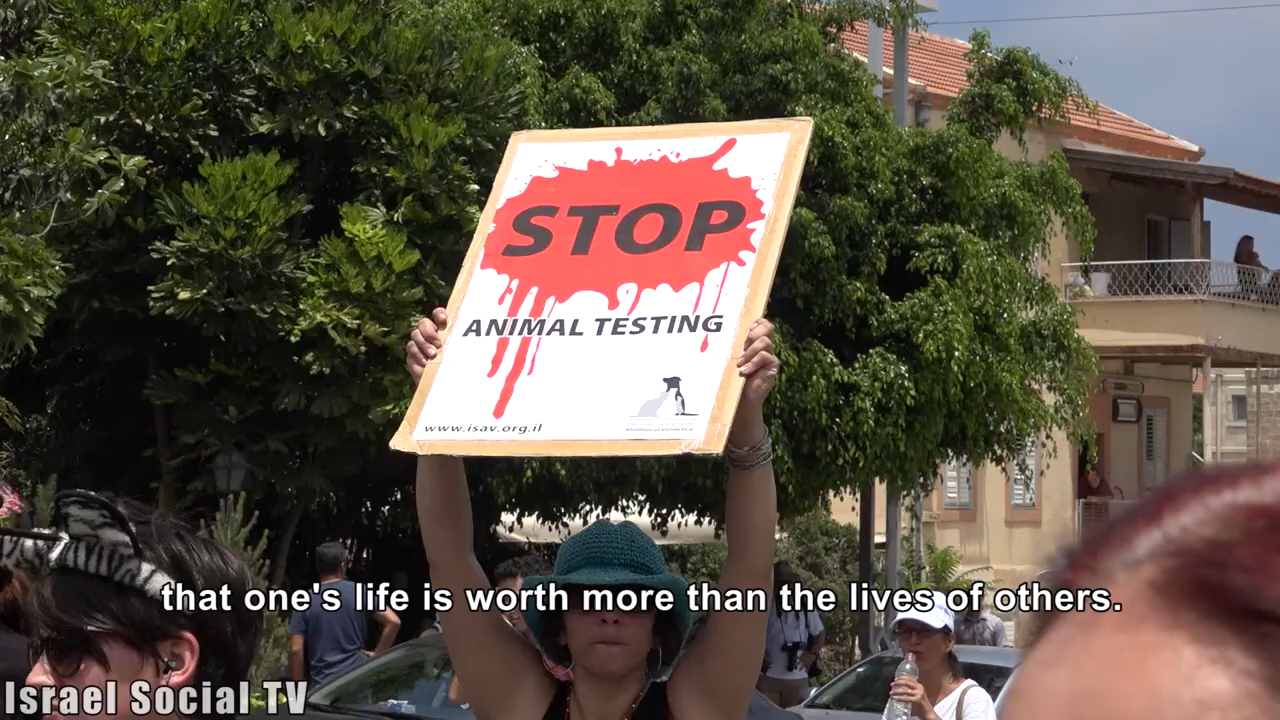 STOP
ANIMAL TESTING
www.isav.org.il
that one's life is worth more than the lives of others.
Israel Social TV